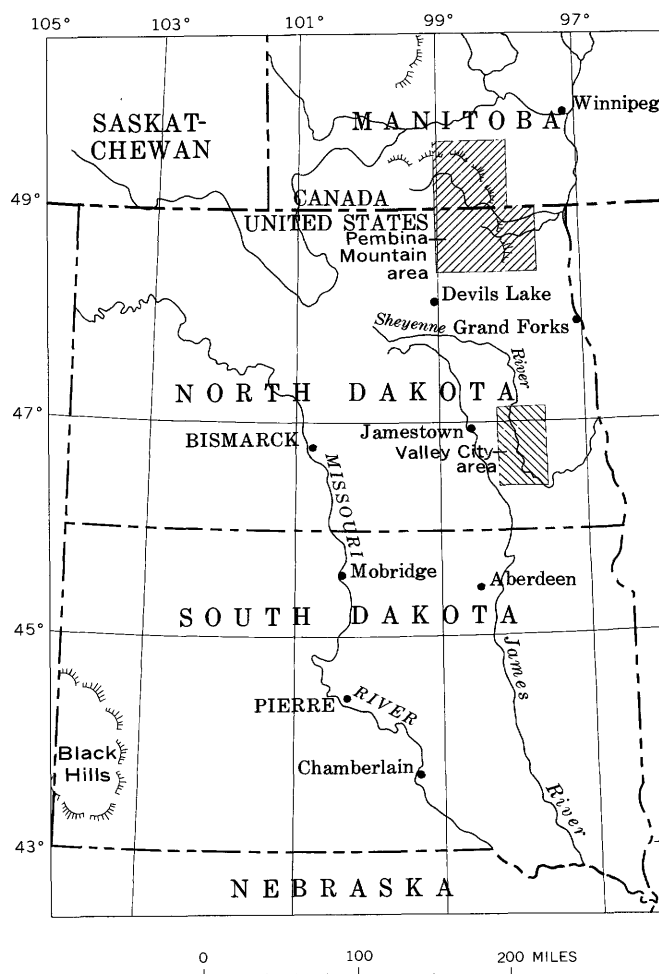 105° 103° 101° 99° 97°
Winnipeg
MANITOBA
SASKAT-
CHEWAN
49°
CANADA
UNITED STATES
Pembina
Mountain
area
Devils Lake
Sheyenne
Grand Forks
River
NORTH DAKOTA
47°
Jamestown
BISMARCK
Valley City
area
MISSOURI
Mobridge
Aberdeen
SOUTH DAKOTA
45°
James
PIERRE
RIVER
Black
Hills
Chamberlain
River
43°
NEBRASKA
0 100 200 MILES